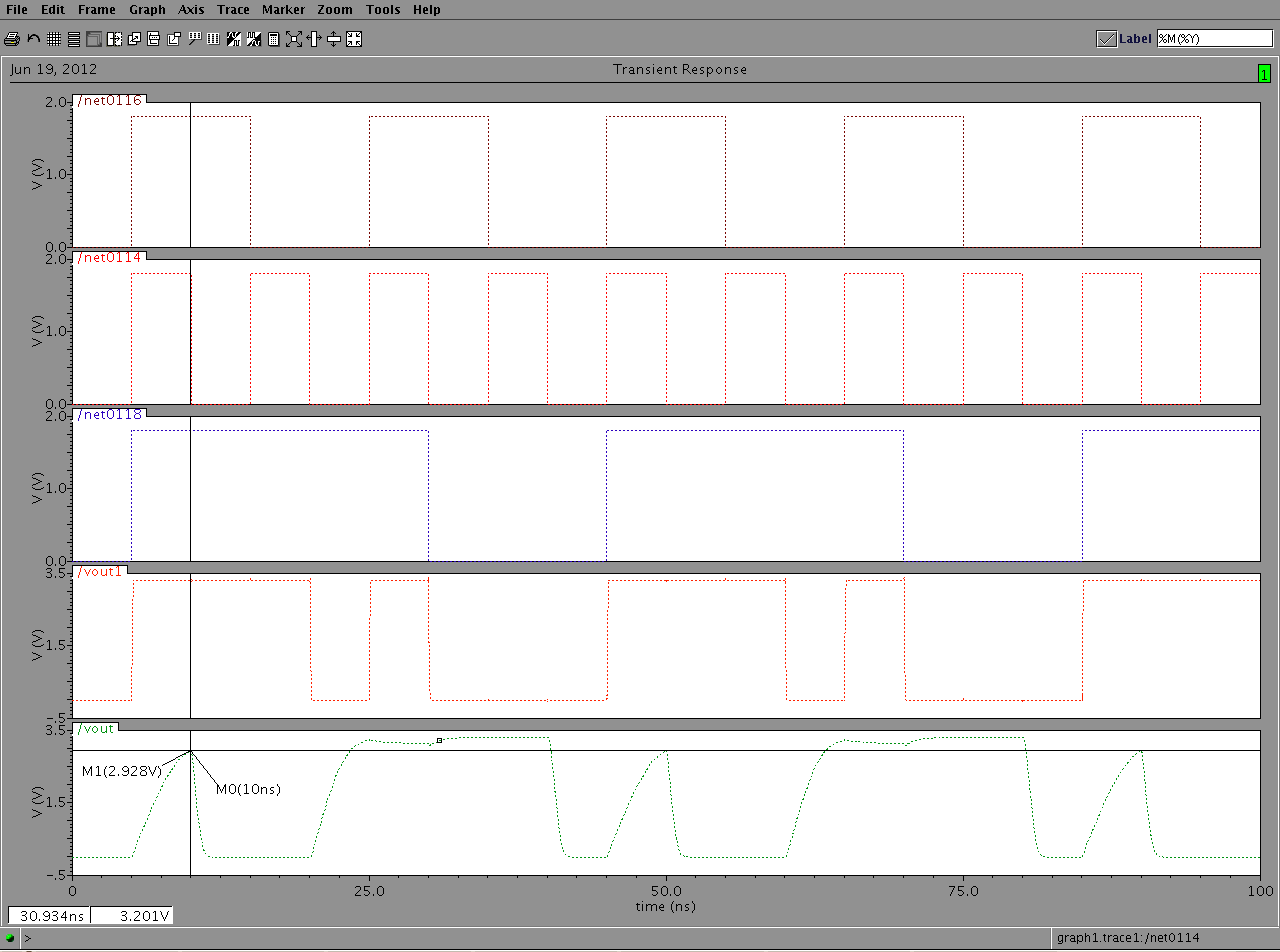 File Edit Frame Graph Axis Trace Marker Zoom Tools Help
Label %M(%Y)
Jun 19, 2012 Transient Response 1
/net0116
2.0
V (V) 1.0
0.0
/net0114
2.0
V (V) 1.0
0.0
/net0118
2.0
V (V) 1.0
0.0
/vout1
3.5
V (V) 1.5
-.5
/vout
3.5
M1(2.928V)
M0(10ns)
V (V) 1.5
-.5
0 25.0 50.0 75.0 100
time (ns)
30.934ns 3.201V
> graph1.trace1:/net0114